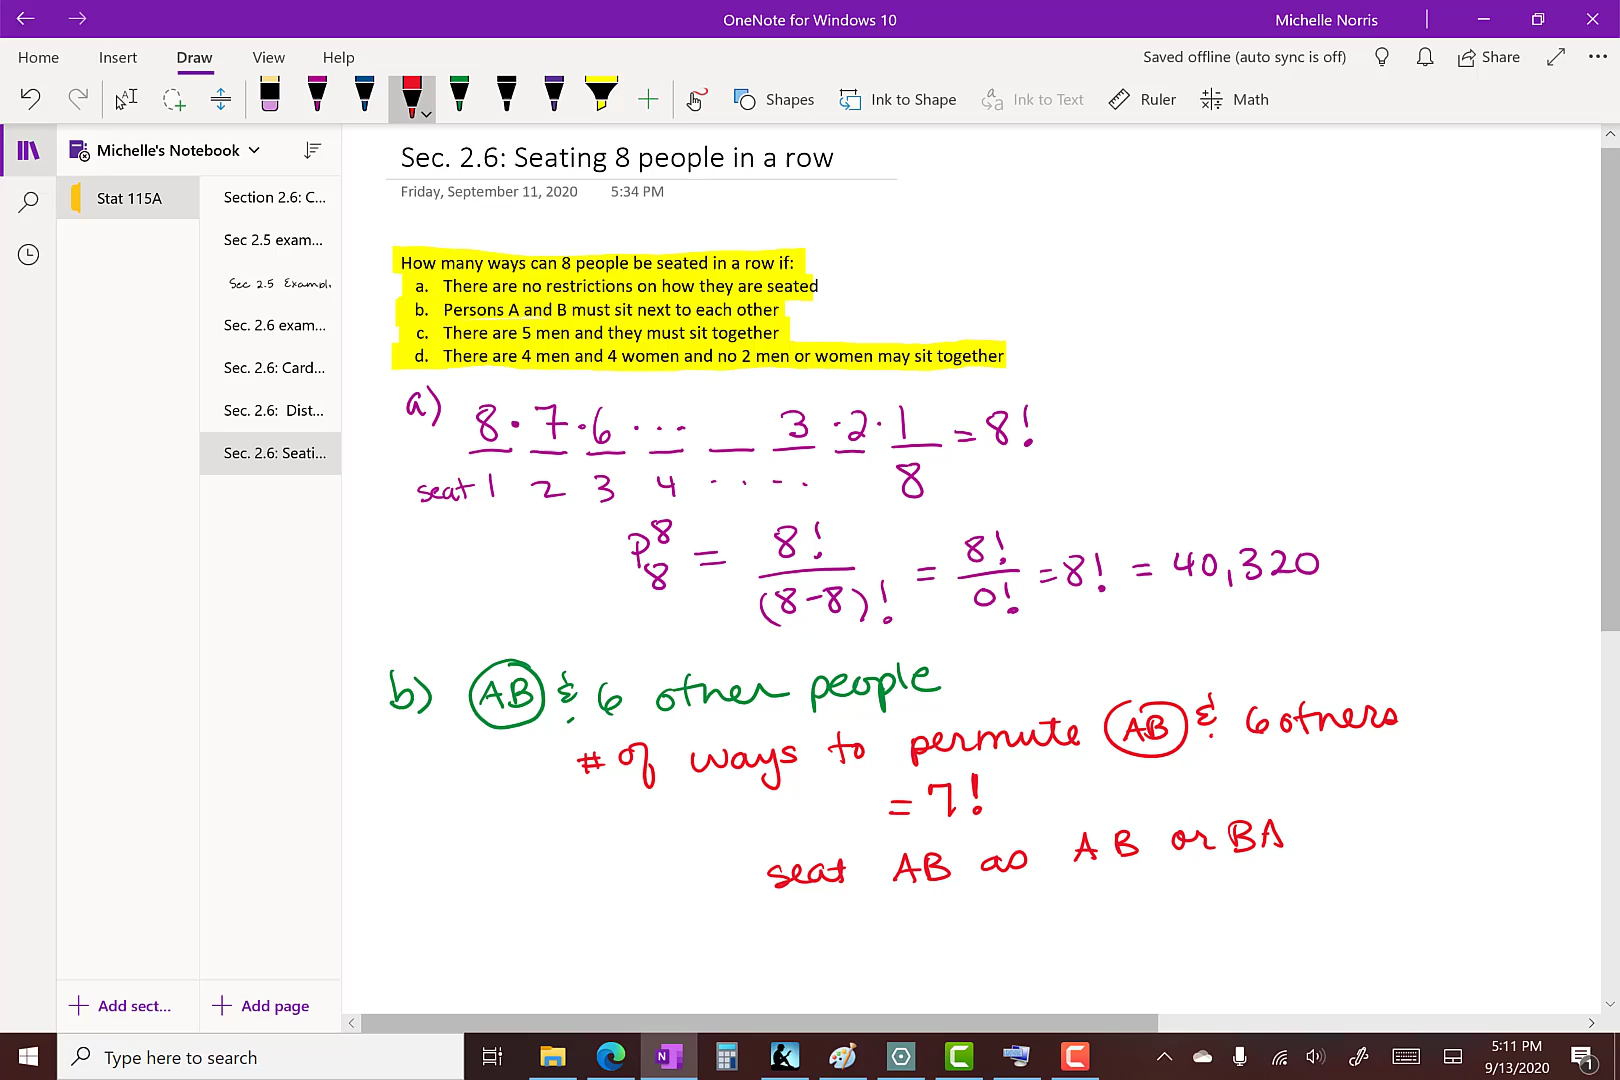 OneNote for Windows 10
Michelle Norris
Home Insert Draw View Help
Saved offline (auto sync is off) Share
Shapes Ink to Shape Ink to Text Ruler Math
Michelle's Notebook
Stat 115A
Section 2.6: C...
Sec 2.5 exam...
Sec 2.5 Exampl
Sec. 2.6 exam...
Sec. 2.6: Card...
Sec. 2.6: Dist...
Sec. 2.6: Seati...
Add sect...
Add page
Sec. 2.6: Seating 8 people in a row
Friday, September 11, 2020 5:34 PM
How many ways can 8 people be seated in a row if:
a. There are no restrictions on how they are seated
b. Persons A and B must sit next to each other
c. There are 5 men and they must sit together
d. There are 4 men and 4 women and no 2 men or women may sit together
a) 8 · 7 · 6 · ... 3 · 2 · 1 = 8!
seat 1 2 3 4 ····· 8
P^8_8 = 8!/(8-8)! = 8!/0! = 8! = 40,320
b) AB & 6 other people
# of ways to permute AB & 6 others
= 7!
seat AB as A B or BA
Type here to search
5:11 PM
9/13/2020
1